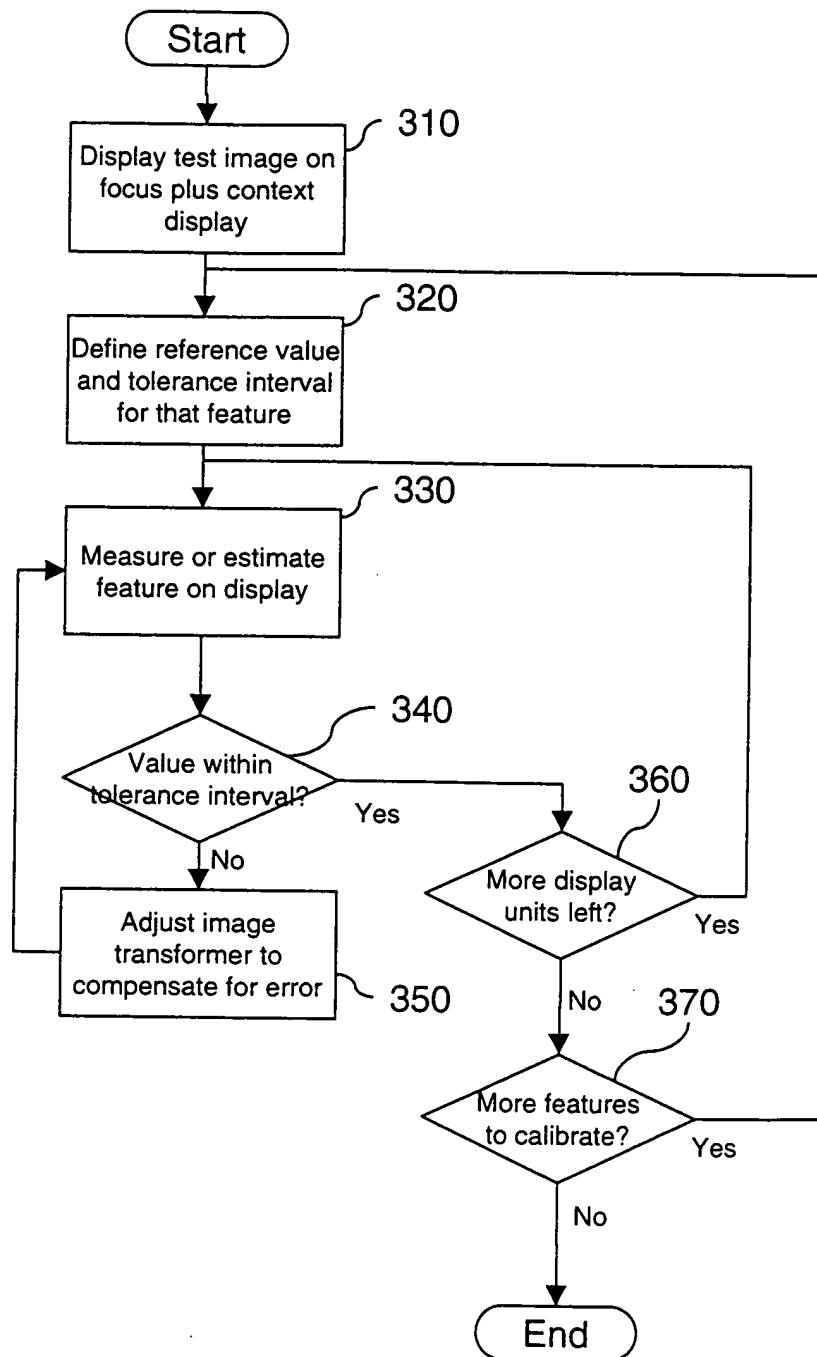 Start
310
Display test image on
focus plus context
display
320
Define reference value
and tolerance interval
for that feature
330
Measure or estimate
feature on display
340
Value within
tolerance interval?
Yes
No
360
More display
units left?
Yes
Adjust image
transformer to
compensate for error
350
No
370
More features
to calibrate?
Yes
No
End